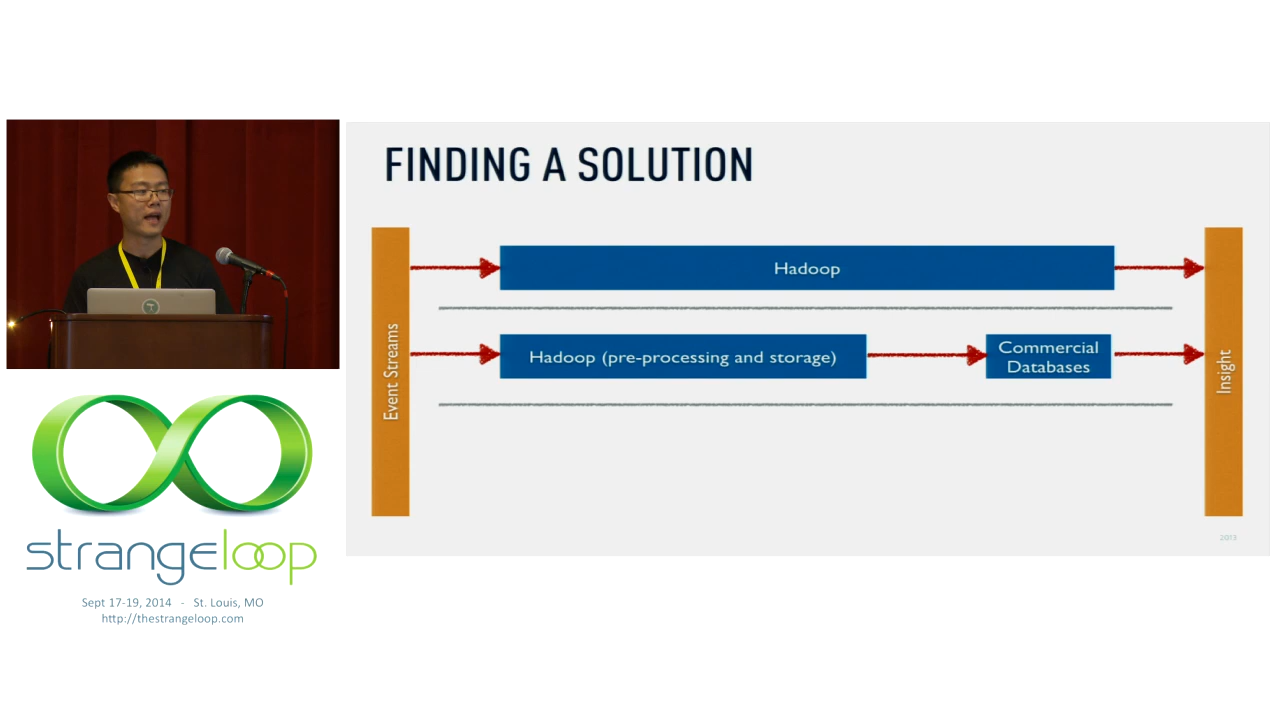 FINDING A SOLUTION
Event Streams
Hadoop
Hadoop (pre-processing and storage)
Commercial
Databases
Insight
2013
strangeloop
Sept 17-19, 2014 - St. Louis, MO
http://thestrangeloop.com